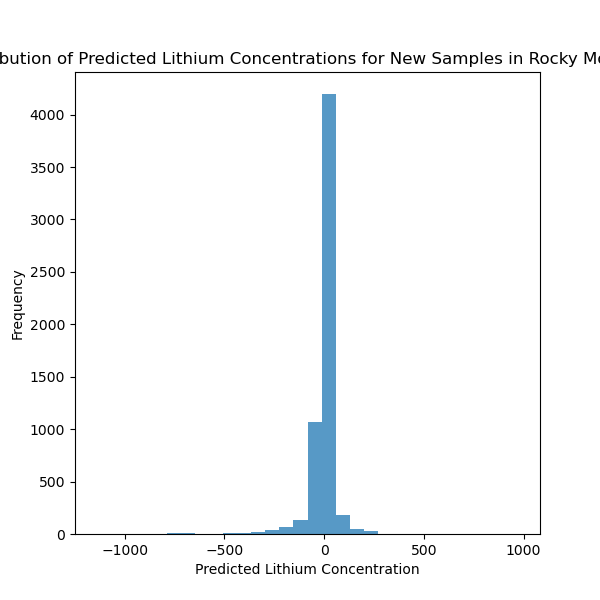 bution of Predicted Lithium Concentrations for New Samples in Rocky Mo
4000
3500
3000
2500
2000
1500
1000
500
0
Frequency
−1000 −500 0 500 1000
Predicted Lithium Concentration